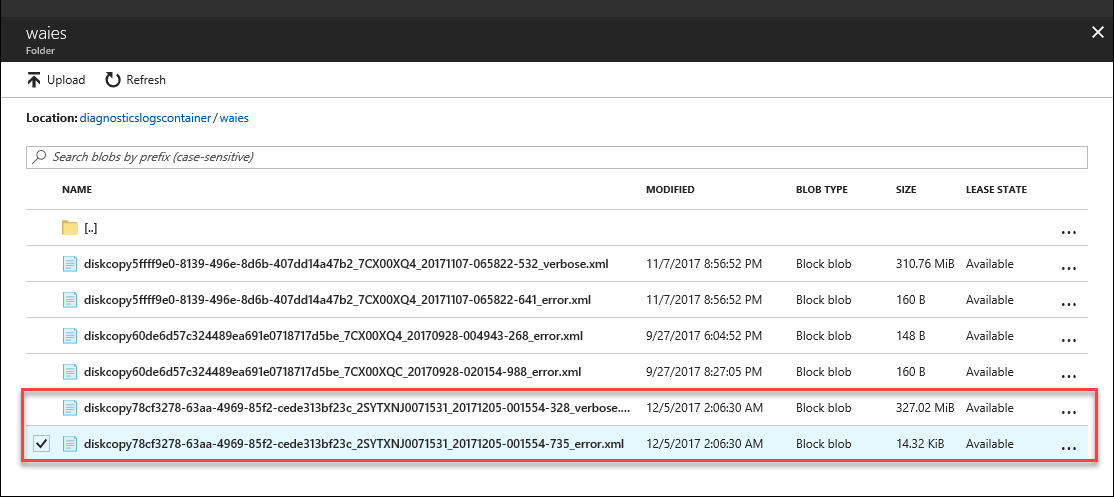 waies
Folder
Upload Refresh
Location: diagnosticslogscontainer / waies
Search blobs by prefix (case-sensitive)
NAME MODIFIED BLOB TYPE SIZE LEASE STATE
[..] ...
diskcopy5ffff9e0-8139-496e-8d6b-407dd14a47b2_7CX00XQ4_20171107-065822-532_verbose.xml 11/7/2017 8:56:52 PM Block blob 310.76 MiB Available ...
diskcopy5ffff9e0-8139-496e-8d6b-407dd14a47b2_7CX00XQ4_20171107-065822-641_error.xml 11/7/2017 8:56:52 PM Block blob 160 B Available ...
diskcopy60de6d57c324489ea691e0718717d5be_7CX00XQ4_20170928-004943-268_error.xml 9/27/2017 6:04:52 PM Block blob 148 B Available ...
diskcopy60de6d57c324489ea691e0718717d5be_7CX00XQC_20170928-020154-988_error.xml 9/27/2017 8:27:05 PM Block blob 160 B Available ...
diskcopy78cf3278-63aa-4969-85f2-cede313bf23c_2SYTXNJ0071531_20171205-001554-328_verbose.... 12/5/2017 2:06:30 AM Block blob 327.02 MiB Available ...
diskcopy78cf3278-63aa-4969-85f2-cede313bf23c_2SYTXNJ0071531_20171205-001554-735_error.xml 12/5/2017 2:06:30 AM Block blob 14.32 KiB Available ...